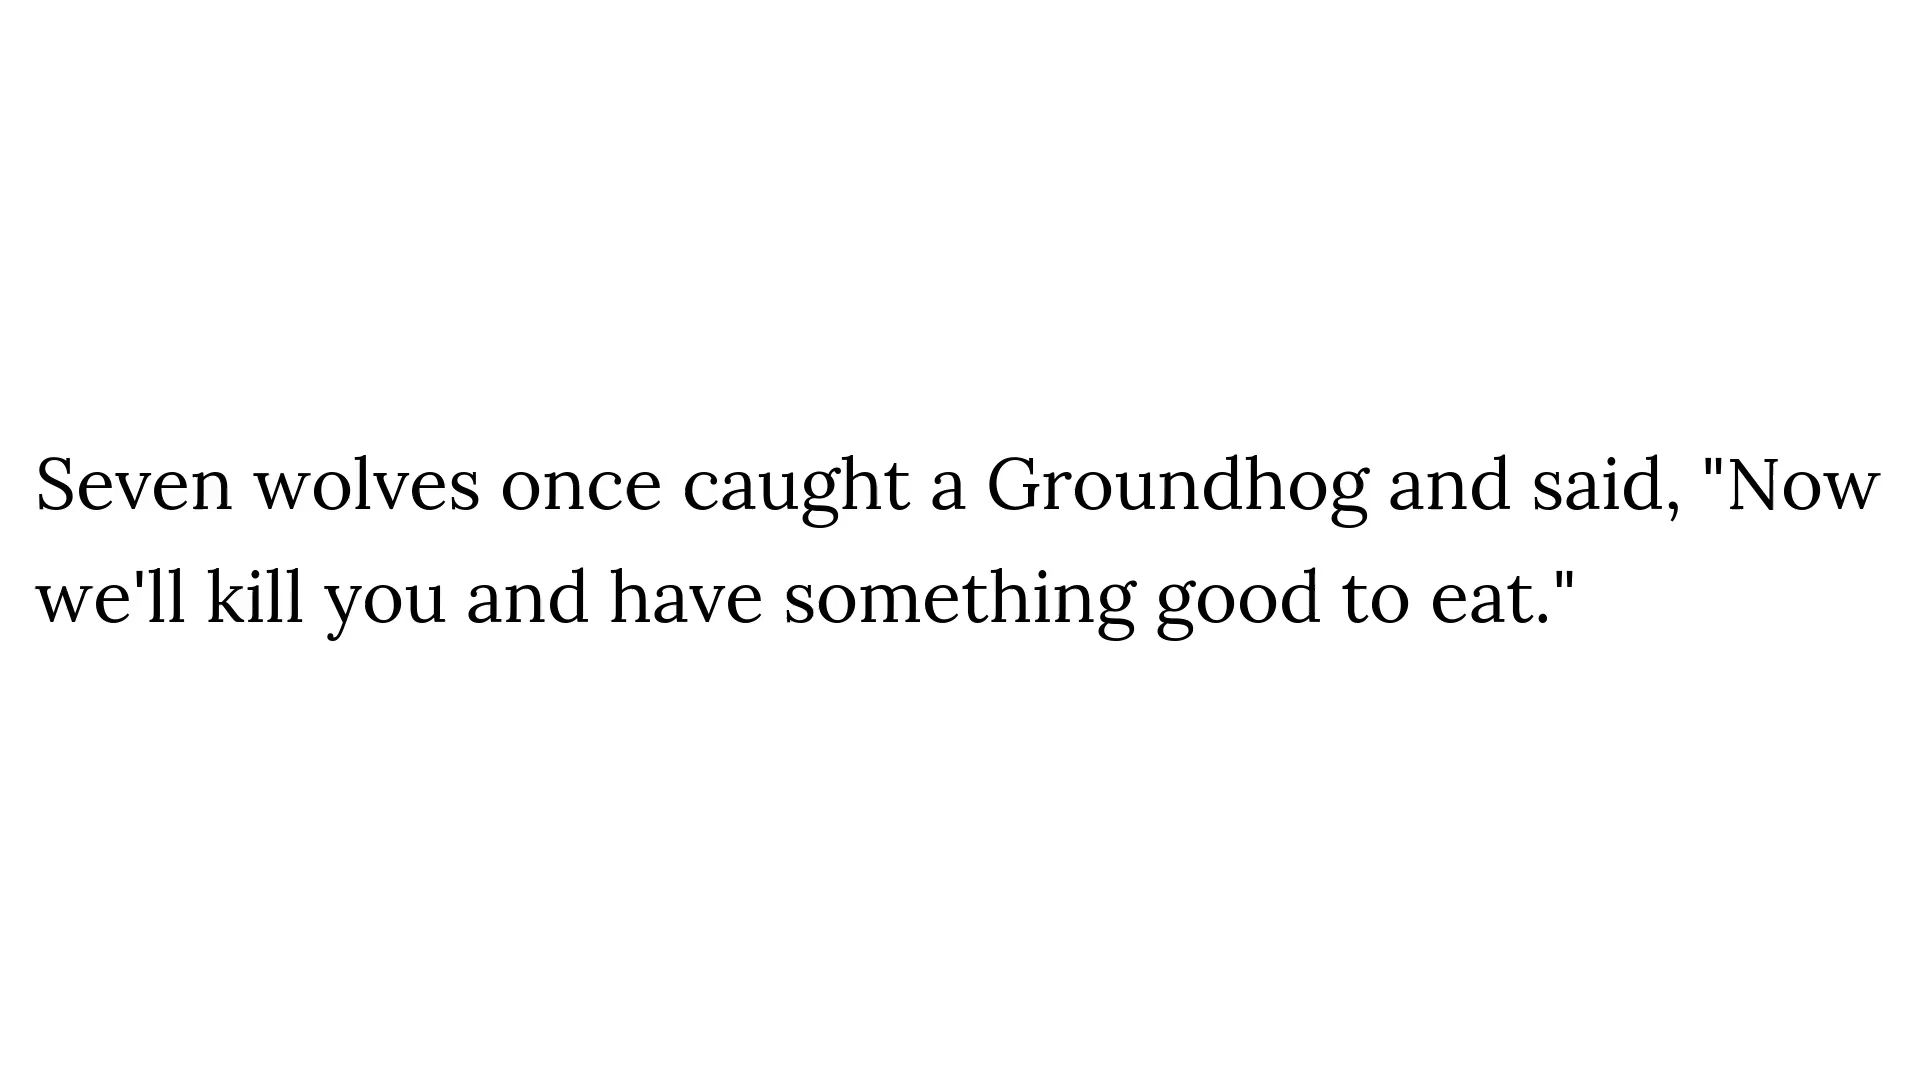 Seven wolves once caught a Groundhog and said, "Now
we'll kill you and have something good to eat."